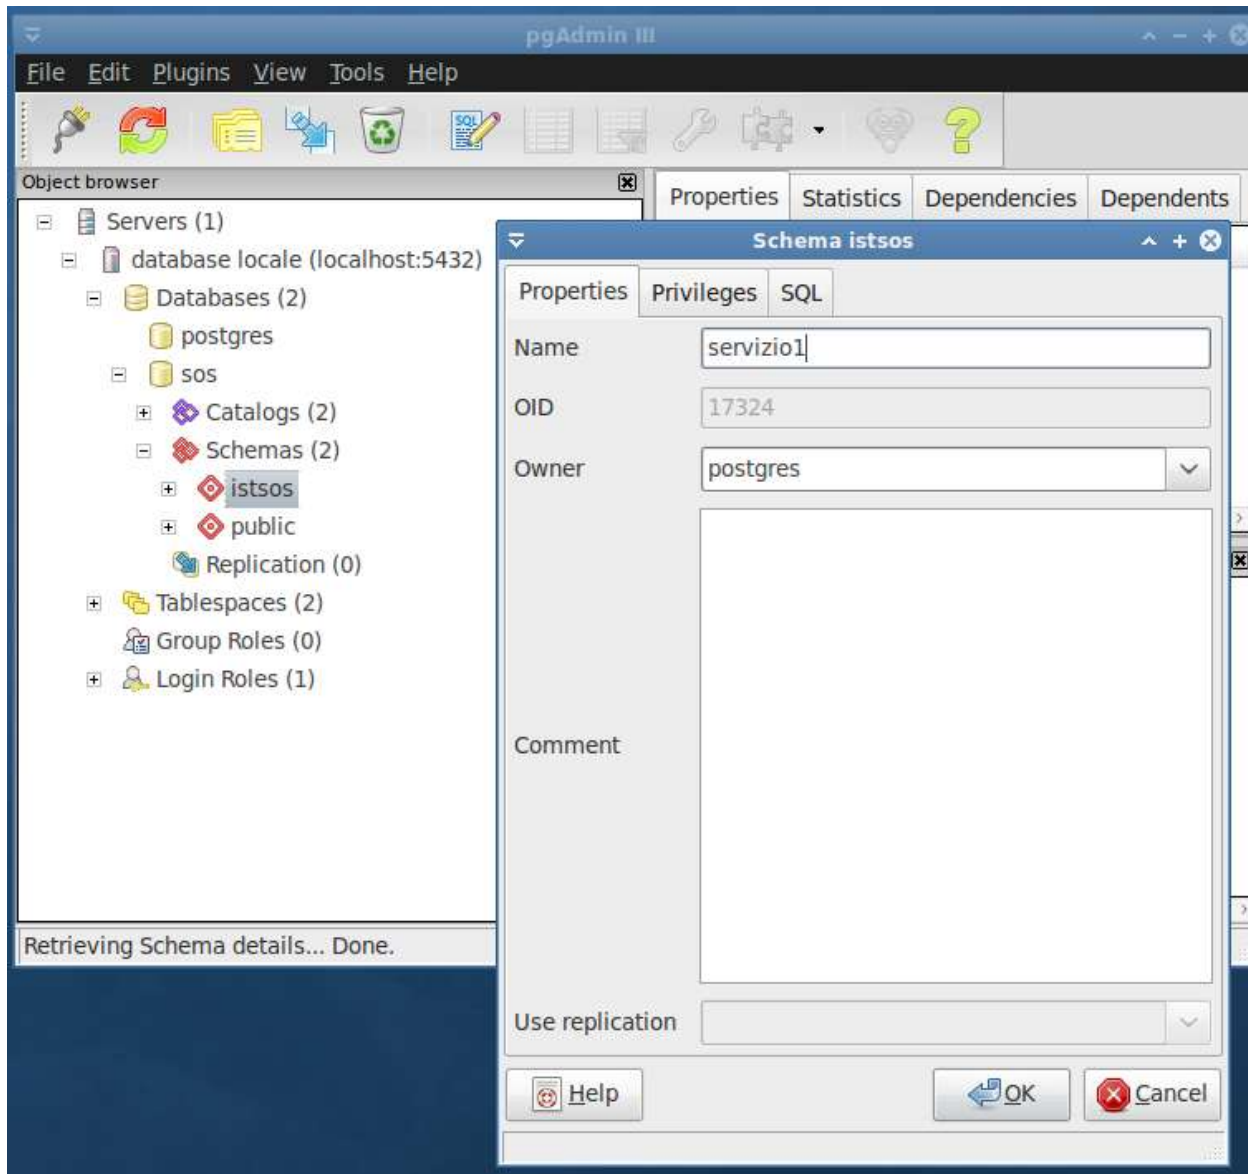 pgAdmin III
File Edit Plugins View Tools Help
SQL
Object browser
Properties Statistics Dependencies Dependents
Servers (1)
database locale (localhost:5432)
Databases (2)
postgres
sos
Catalogs (2)
Schemas (2)
istsos
public
Replication (0)
Tablespaces (2)
Group Roles (0)
Login Roles (1)
Retrieving Schema details... Done.
Schema istsos
Properties Privileges SQL
Name servizio1
OID 17324
Owner postgres
Comment
Use replication
Help OK Cancel